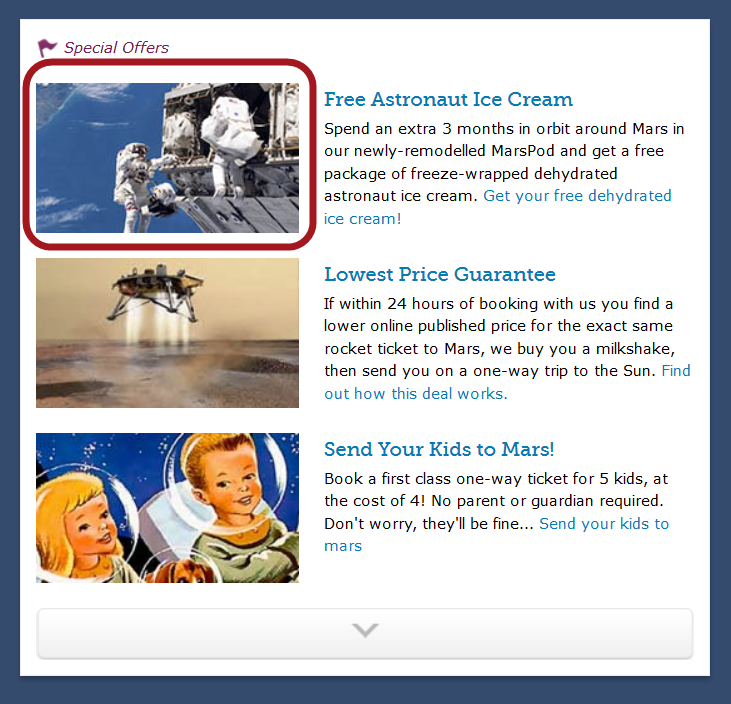 Special Offers
Free Astronaut Ice Cream
Spend an extra 3 months in orbit around Mars in
our newly-remodelled MarsPod and get a free
package of freeze-wrapped dehydrated
astronaut ice cream. Get your free dehydrated
ice cream!
Lowest Price Guarantee
If within 24 hours of booking with us you find a
lower online published price for the exact same
rocket ticket to Mars, we buy you a milkshake,
then send you on a one-way trip to the Sun. Find
out how this deal works.
Send Your Kids to Mars!
Book a first class one-way ticket for 5 kids, at
the cost of 4! No parent or guardian required.
Don't worry, they'll be fine... Send your kids to
mars